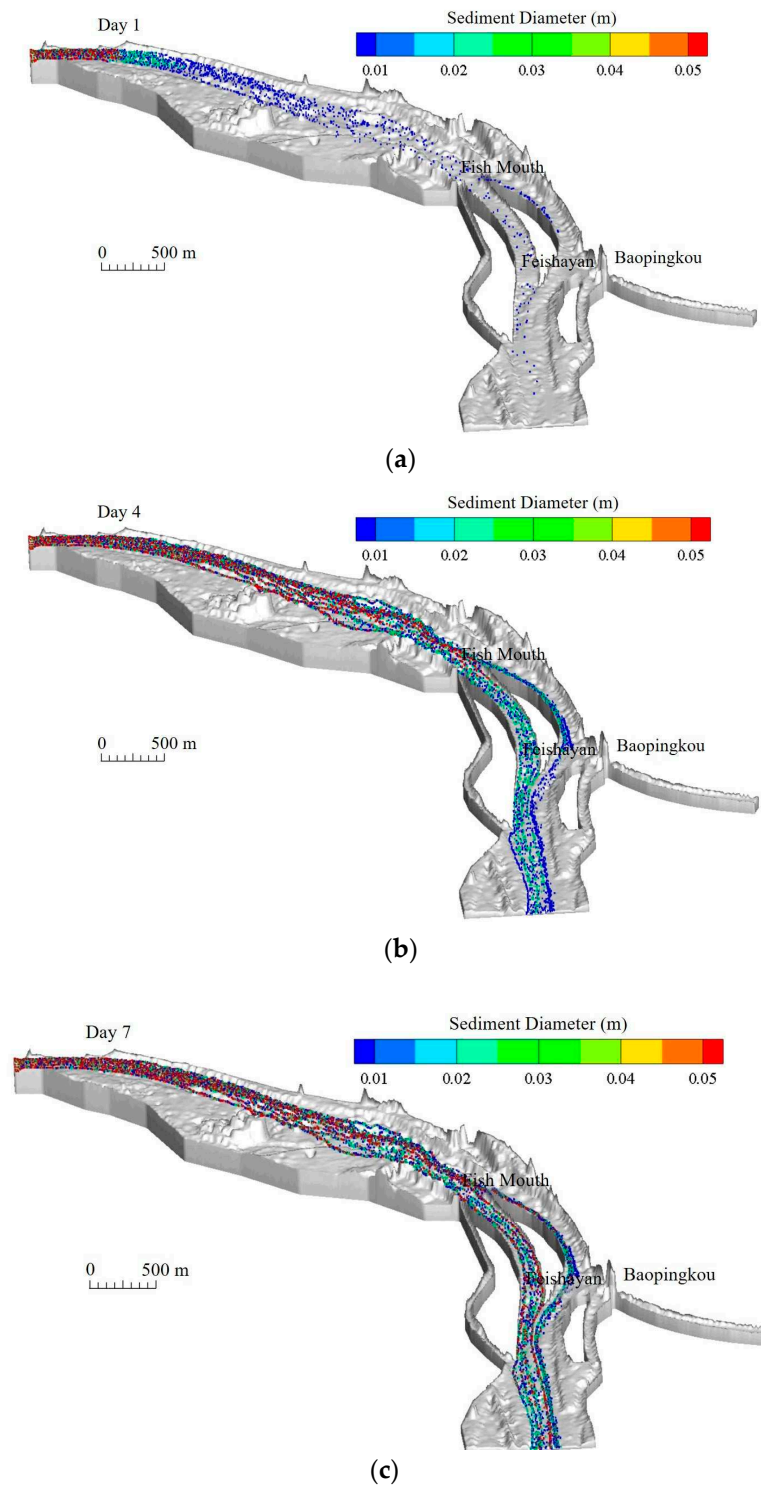 Day 1
Sediment Diameter (m)
0.01 0.02 0.03 0.04 0.05
Fish Mouth
Feishayan
Baopingkou
0 500 m
(a)
Day 4
Sediment Diameter (m)
0.01 0.02 0.03 0.04 0.05
Fish Mouth
Feishayan
Baopingkou
0 500 m
(b)
Day 7
Sediment Diameter (m)
0.01 0.02 0.03 0.04 0.05
Fish Mouth
Feishayan
Baopingkou
0 500 m
(c)